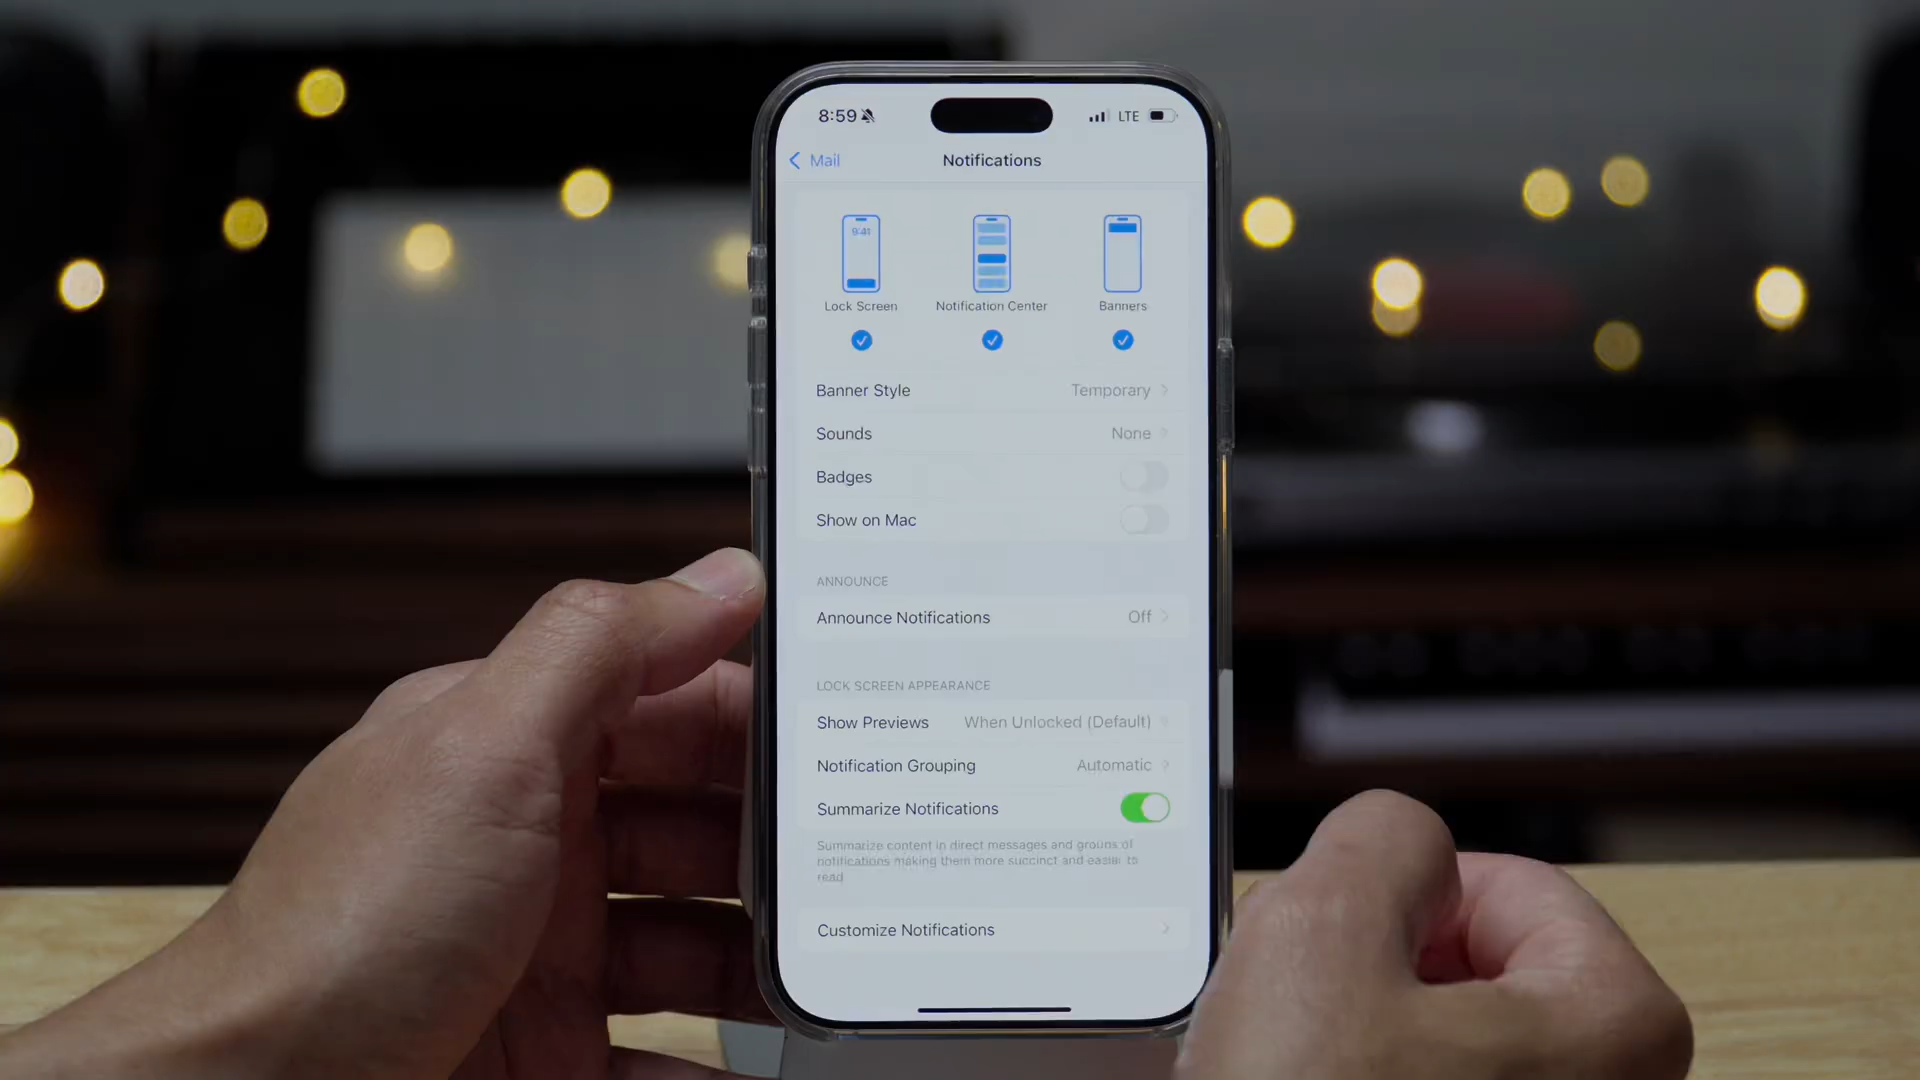 8:59
LTE
Mail
Notifications
9:41
Lock Screen
Notification Center
Banners
Banner Style
Temporary
Sounds
None
Badges
Show on Mac
ANNOUNCE
Announce Notifications
Off
LOCK SCREEN APPEARANCE
Show Previews
When Unlocked (Default)
Notification Grouping
Automatic
Summarize Notifications
Summarize content in direct messages and groups of
notifications making them more succinct and easier to
read
Customize Notifications